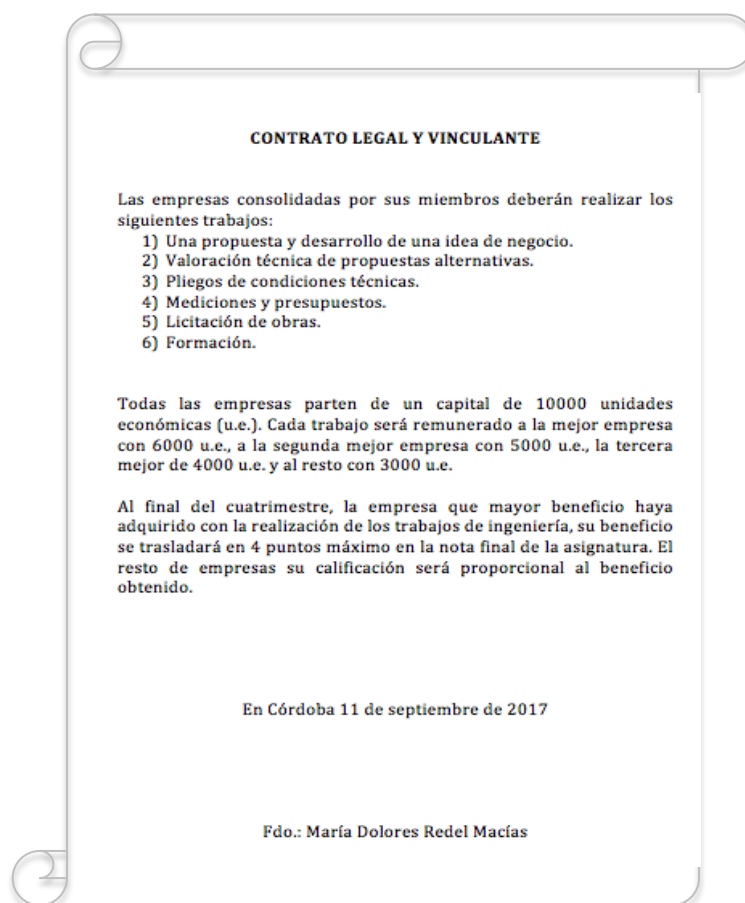 CONTRATO LEGAL Y VINCULANTE
Las empresas consolidadas por sus miembros deberán realizar los
siguientes trabajos:
1) Una propuesta y desarrollo de una idea de negocio.
2) Valoración técnica de propuestas alternativas.
3) Pliegos de condiciones técnicas.
4) Mediciones y presupuestos.
5) Licitación de obras.
6) Formación.
Todas las empresas parten de un capital de 10000 unidades
económicas (u.e.). Cada trabajo será remunerado a la mejor empresa
con 6000 u.e., a la segunda mejor empresa con 5000 u.e., la tercera
mejor de 4000 u.e. y al resto con 3000 u.e.
Al final del cuatrimestre, la empresa que mayor beneficio haya
adquirido con la realización de los trabajos de ingeniería, su beneficio
se trasladará en 4 puntos máximo en la nota final de la asignatura. El
resto de empresas su calificación será proporcional al beneficio
obtenido.
En Córdoba 11 de septiembre de 2017
Fdo.: María Dolores Redel Macías